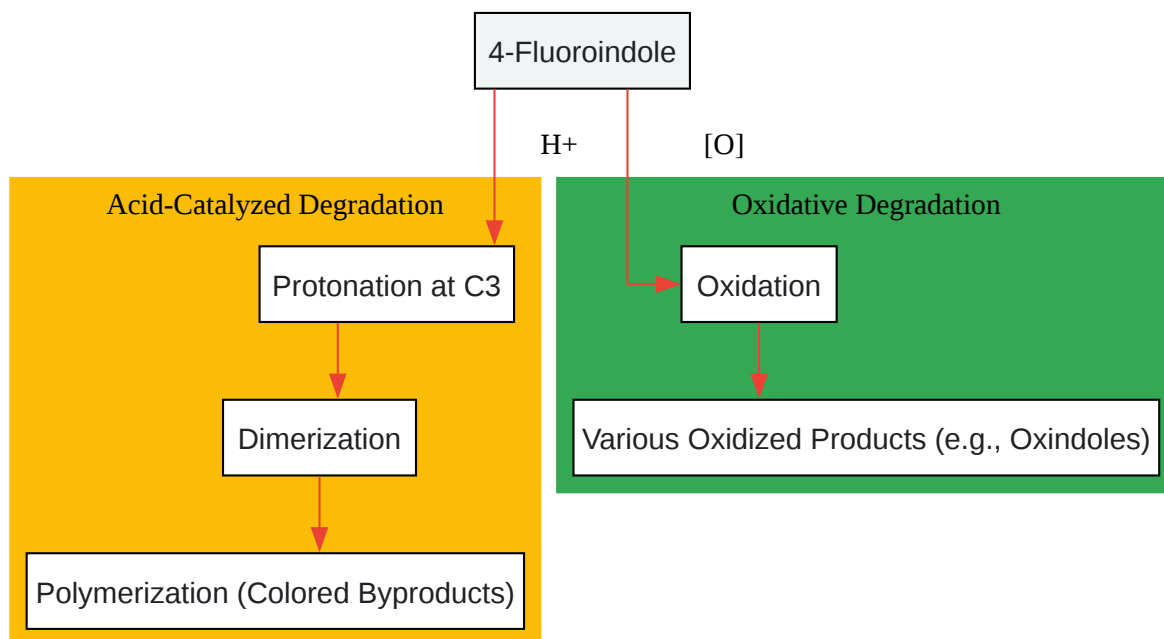 4-Fluoroindole
H+
[O]
Acid-Catalyzed Degradation
Oxidative Degradation
Protonation at C3
Oxidation
Dimerization
Various Oxidized Products (e.g., Oxindoles)
Polymerization (Colored Byproducts)